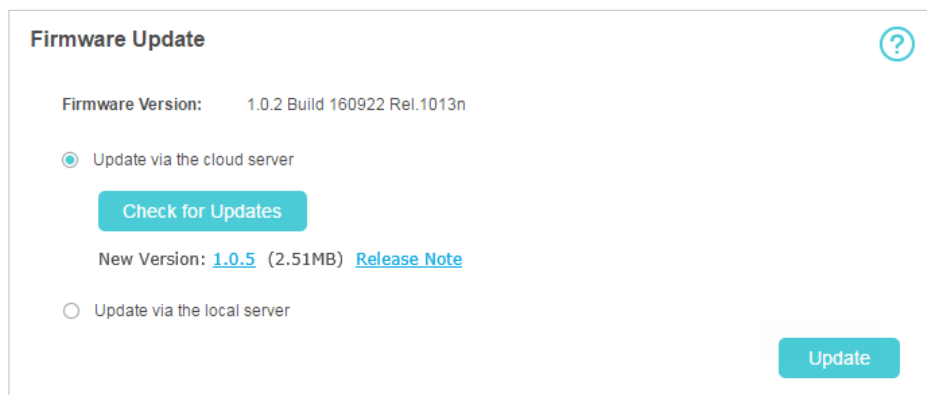 Firmware Update
?
Firmware Version: 1.0.2 Build 160922 Rel.1013n
Update via the cloud server
Check for Updates
New Version: 1.0.5 (2.51MB) Release Note
Update via the local server
Update